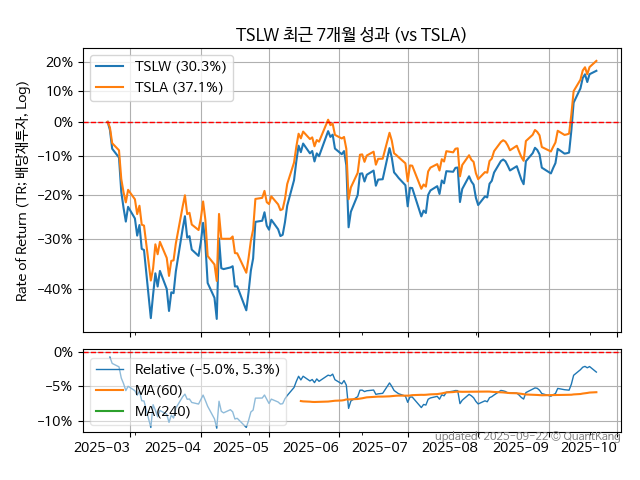 TSLW 최근 7개월 성과 (vs TSLA)
TSLW (30.3%)
TSLA (37.1%)
20%
10%
0%
−10%
−20%
−30%
−40%
Rate of Return (TR: 배당재투자, Log)
0%
−5%
−10%
Relative (−5.0%, 5.3%)
MA(60)
MA(240)
updated: 2025-09-22 © QuantKang
2025-03 2025-04 2025-05 2025-06 2025-07 2025-08 2025-09 2025-10